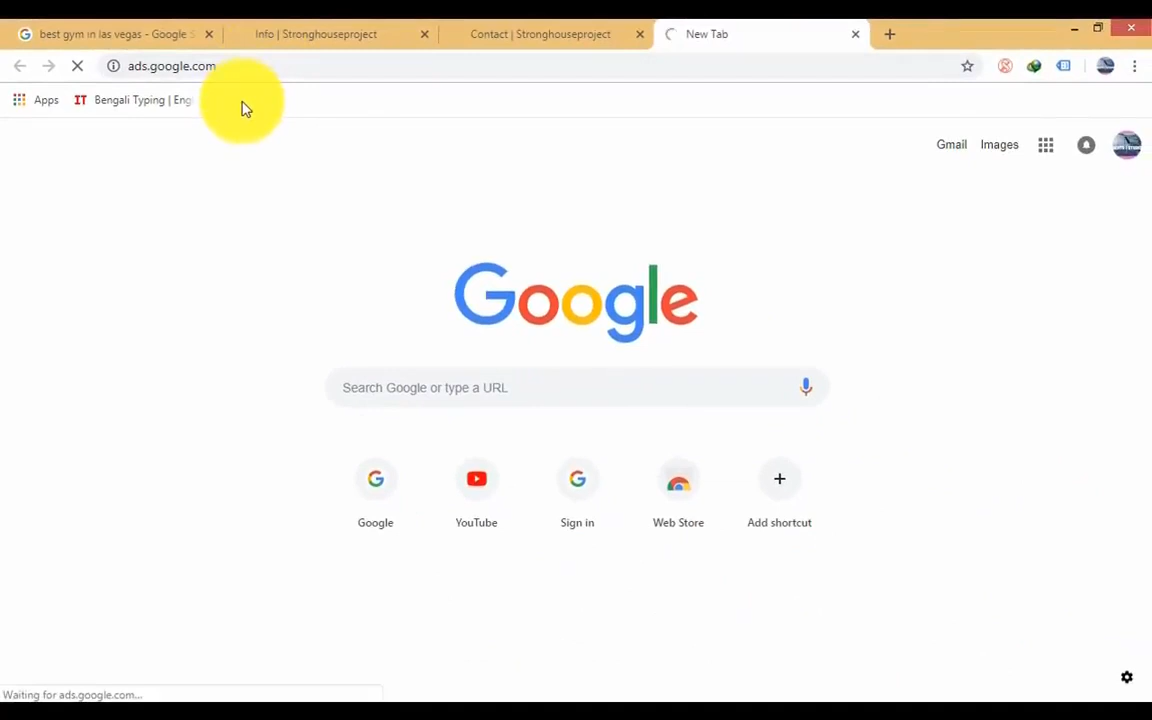 best gym in las vegas - Google S
Info | Stronghouseproject
Contact | Stronghouseproject
New Tab
ads.google.com
Apps
IT Bengali Typing | Eng
Gmail
Images
Google
Search Google or type a URL
Google
YouTube
Sign in
Web Store
Add shortcut
Waiting for ads.google.com...